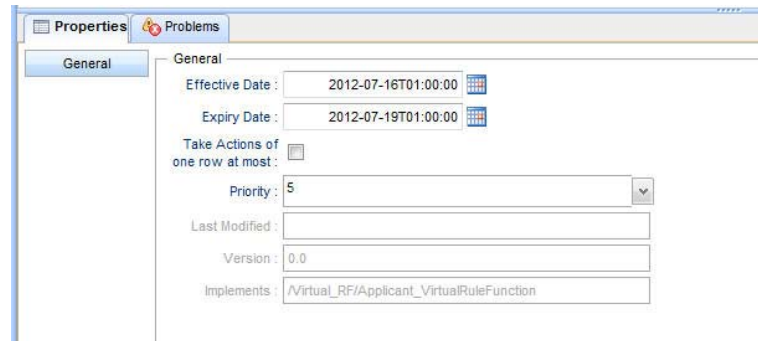 Properties Problems
General
General
Effective Date : 2012-07-16T01:00:00
Expiry Date : 2012-07-19T01:00:00
Take Actions of
one row at most :
Priority : 5
Last Modified :
Version : 0.0
Implements : /Virtual_RF/Applicant_VirtualRuleFunction